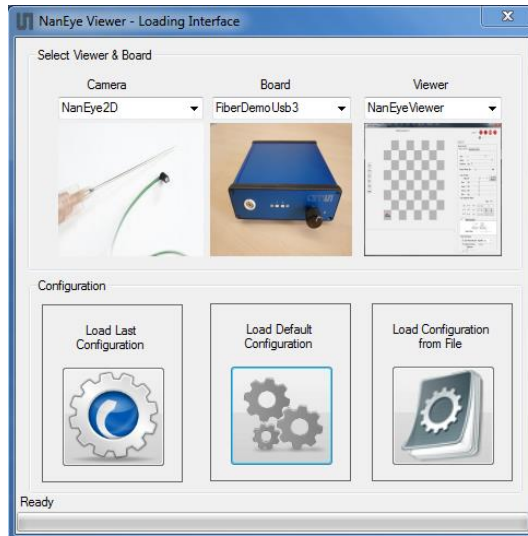 NanEye Viewer - Loading Interface
Select Viewer & Board
Camera
Board
Viewer
NanEye2D
FiberDemoUsb3
NanEyeViewer
Configuration
Load Last
Configuration
Load Default
Configuration
Load Configuration
from File
Ready